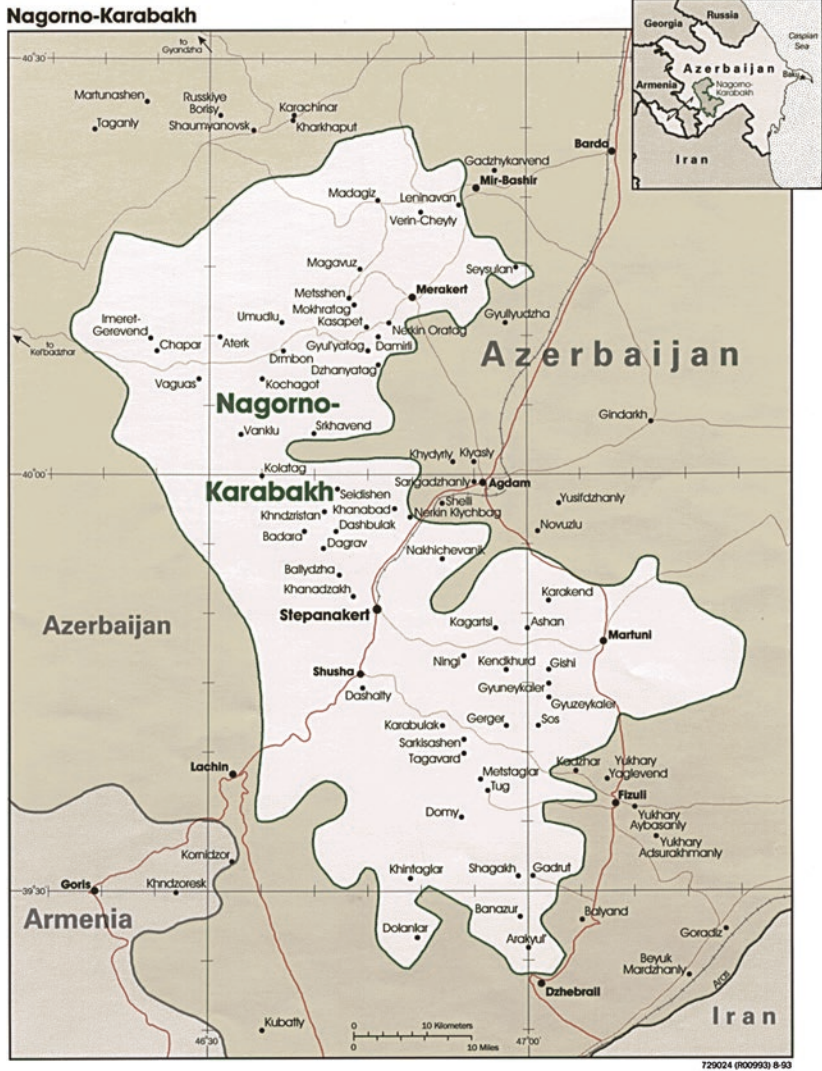 Nagorno-Karabakh
Georgia
Russia
Caspian
Sea
Azerbaijan
Baku
Armenia
Nagorno-
Karabakh
Iran
to
Gyandzha
40°30'
Martunashen
Taganly
Russkiye
Borisy
Shaumyanovsk
Karachinar
Kharkhaput
Barda
Gadzhykarvend
Mir-Bashir
Madagiz
Leninavan
Verin-Cheyly
Magavuz
Seysulan
Metsshen
Merakert
Mokhratag
Imeret-
Gerevend
Umudlu
Kasapet
Nerkin Oratag
Gyullyudzha
to
Kel'badzhar
Chapar
Aterk
Drmbon
Gyul'yatag
Damirli
Azerbaijan
Dzhanyatag
Vaguas
Kochagot
Nagorno-
Gindarkh
Vanklu
Srkhavend
Khydyrly
Kiyasly
40°00'
Kolatag
Sarigadzhanly
Agdam
Karabakh
Seidishen
Shelli
Yusifdzhanly
Khndzristan
Khanabad
Nerkin Klychbag
Dashbulak
Novuzlu
Badara
Dagrav
Nakhichevanik
Ballydzha
Khanadzakh
Karakend
Stepanakert
Azerbaijan
Kagartsi
Ashan
Martuni
Ningi
Kendkhurd
Gishi
Shusha
Dashalty
Gyuneykaler
Gyuzeykaler
Karabulak
Gerger
Sos
Sarkisashen
Tagavard
Lachin
Metstaglar
Kadzhar
Yukhary
Yaglevend
Tug
Fizuli
Domy
Yukhary
Aybasanly
Yukhary
Adsurakhmanly
Kornidzor
Khintaglar
Shagakh
Gadrut
39°30'
Goris
Khndzoresk
Armenia
Banazur
Balyand
Dolanlar
Arakyul
Goradiz
Beyuk
Mardzhanly
Aras
Dzhebrail
Iran
Kubatly
0
10 Kilometers
0
10 Miles
46°30'
47°00'
729024 (R00993) 8-93